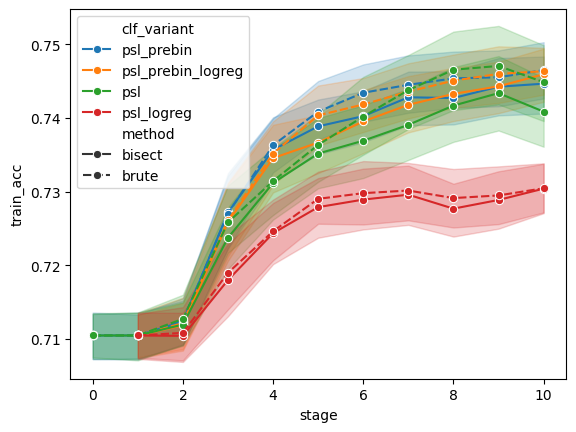 clf_variant
psl_prebin
psl_prebin_logreg
psl
psl_logreg
method
bisect
brute
0.75
0.74
0.73
0.72
0.71
train_acc
0 2 4 6 8 10
stage